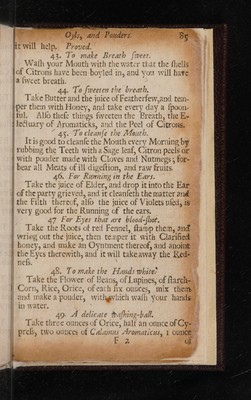 Oyls, and Ponders. 85
it will help. Proved.
43. To make Breath sweet.
Wash your Mouth with the water that the shells
of Citrons have been boyled in, and you will have
a sweet breath.
44. To sweeten the breath.
Take Butter and the juice of Featherfew, and tem-
per them with Honey, and take every day a spoon-
ful. Also these things sweeten the Breath, the E-
lectuary of Aromaticks, and the Peel of Citrons.
45. To cleanse the Mouth.
It is good to cleanse the Mouth every Morning by
rubbing the Teeth with a Sage leaf, Citron peels or
with ponder made with Cloves and Nutmegs; for-
bear all Meats of ill digestion, and raw fruits.
46. For Running in the Ears.
Take the juice of Elder, and drop it into the Ear
of the party grieved, and it cleanseth the matter and
the Filth thereof, also the juice of Violets used, is
very good for the Running of the ears.
47. For Eyes that are blood-shot.
Take the Roots of red Fennel, stamp them, and
wring out the juice, then temper it with Clarified
honey, and make an Oyntment thereof, and anoint
the Eyes therewith, and it will take away the Red-
ness.
48. To make the Hands white.
Take the Flower of Beans, of Lupines, of starch-
Corn, Rice, Orice, of each six ounces, mix them
and make a pouder, with which wash your hands
in water.
49. A delicate washing-ball.
Take three ounces of Orice, half an ounce of Cy-
press, two ounces of Calamus Aromaticus, 1 ounce
F 2 of